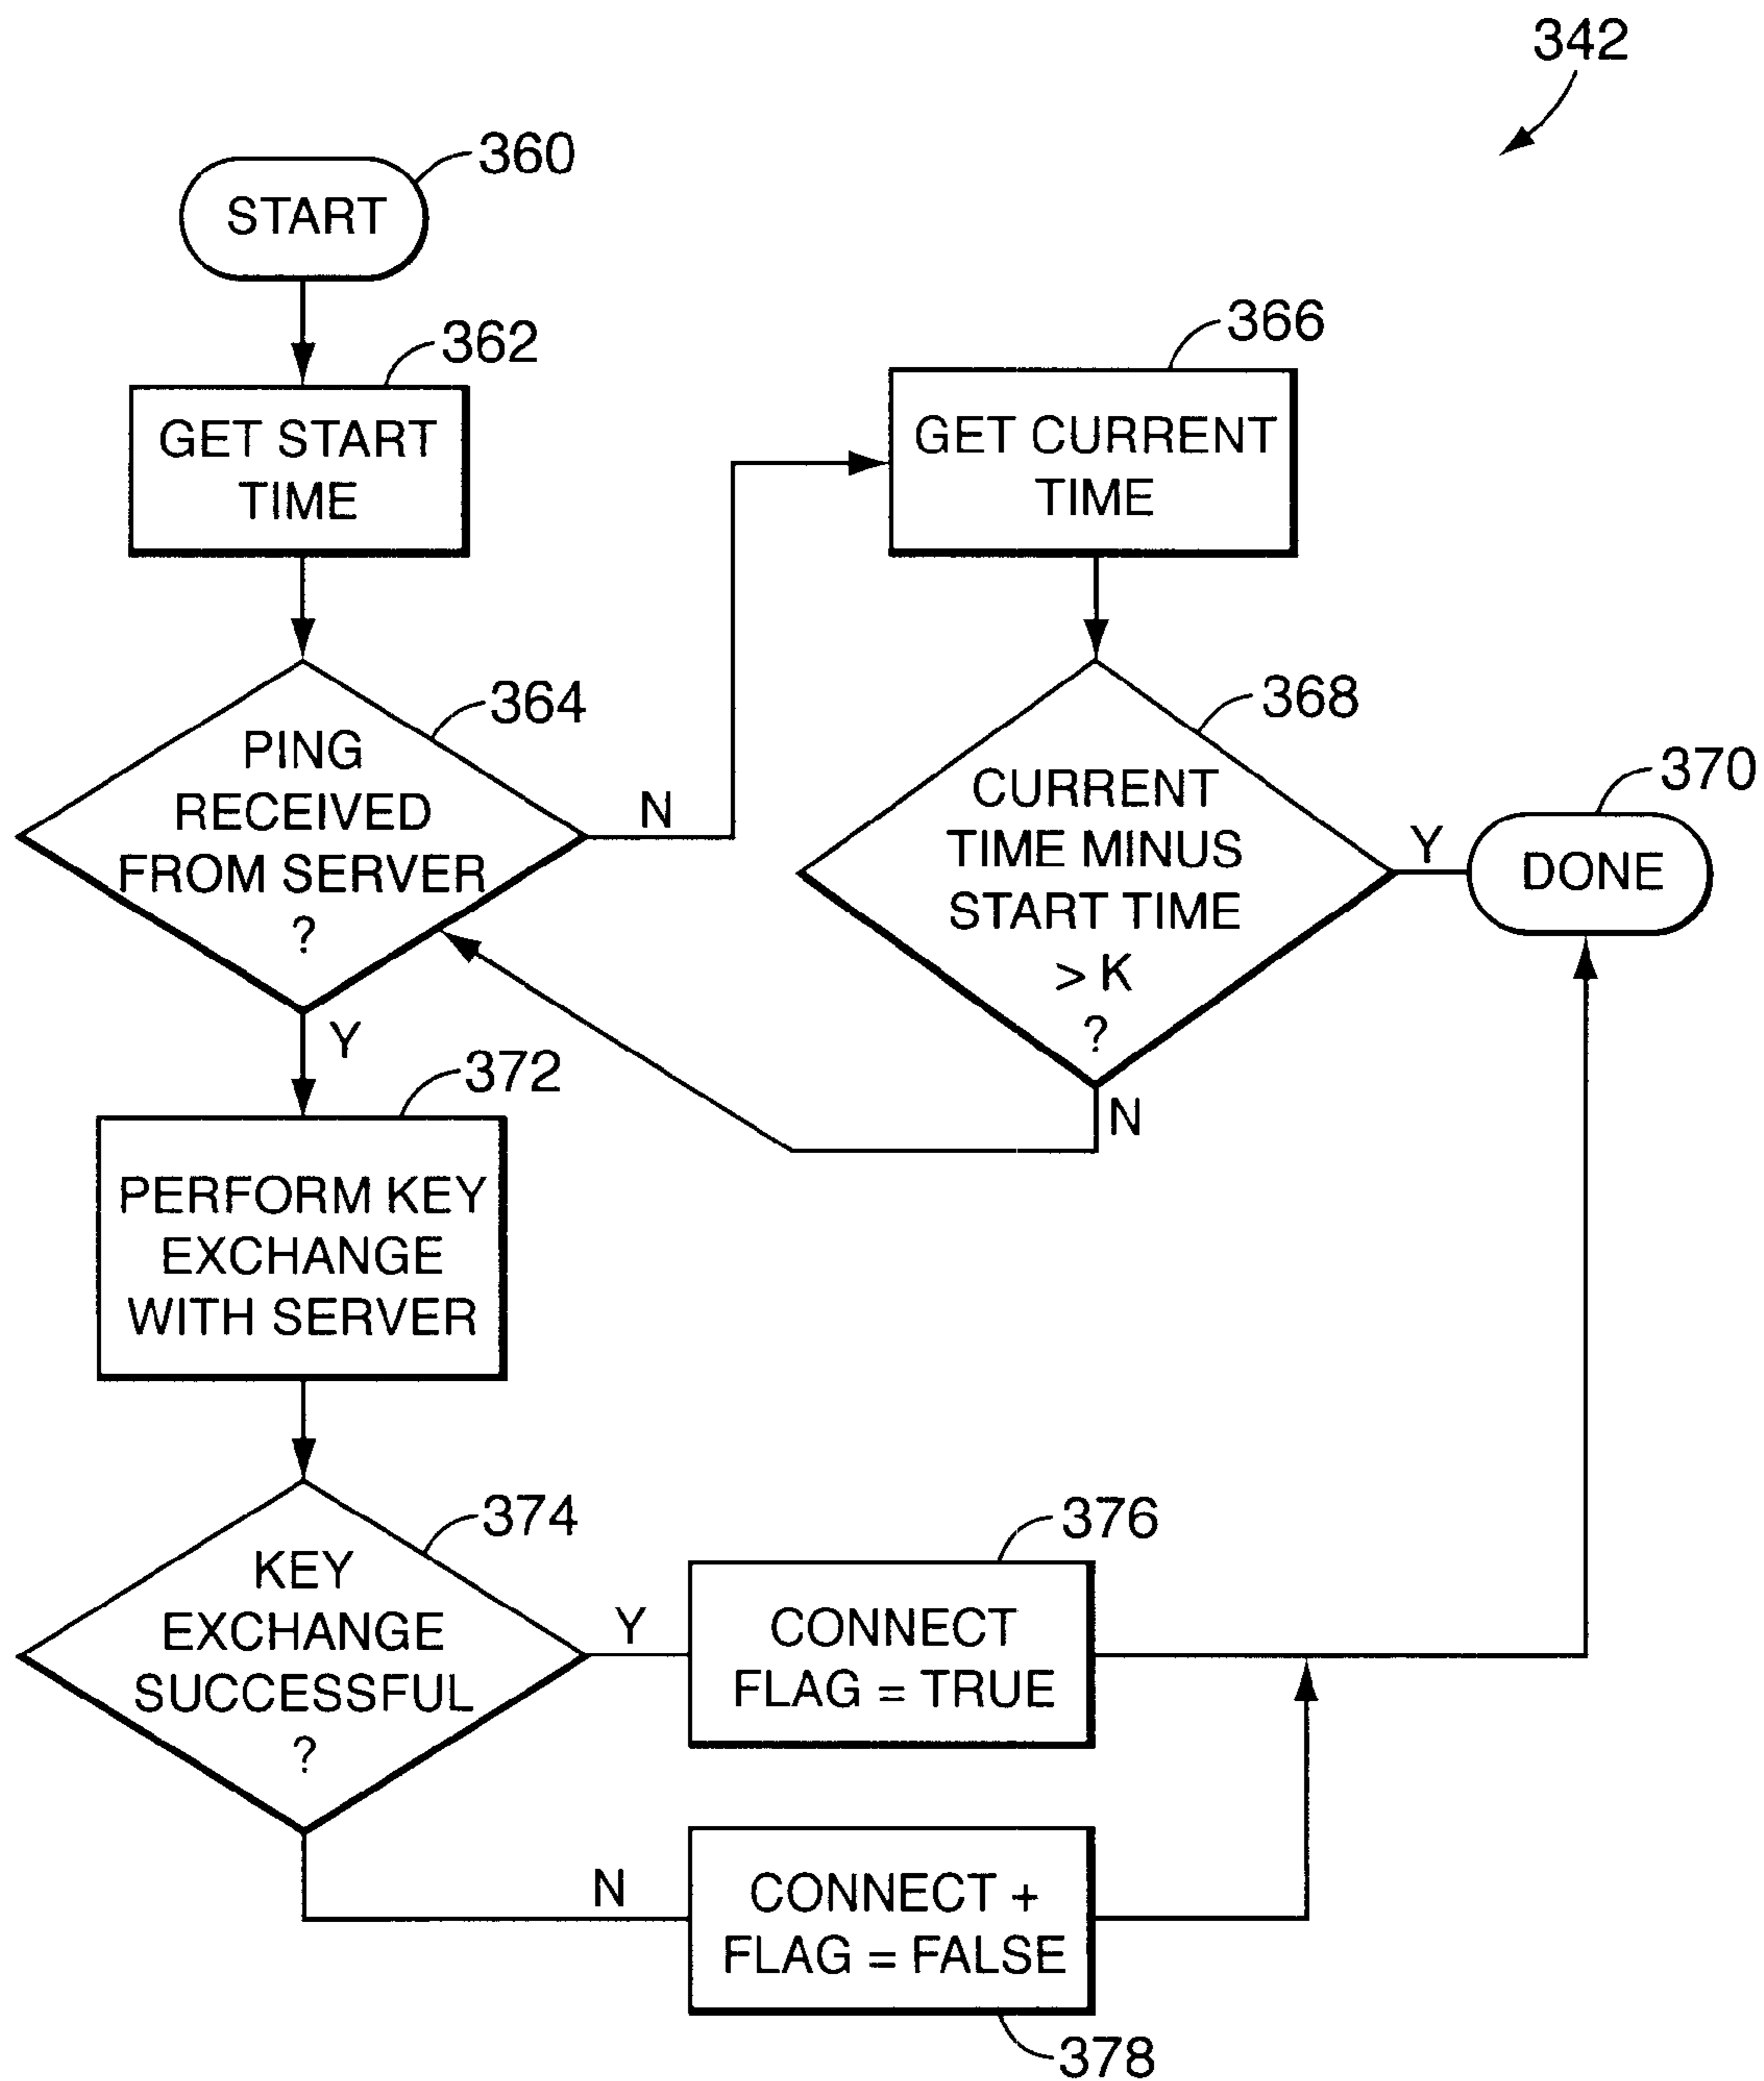 342
360
START
362
GET START
TIME
366
GET CURRENT
TIME
364
PING
RECEIVED
FROM SERVER
?
N
Y
368
CURRENT
TIME MINUS
START TIME
> K
?
Y
N
370
DONE
372
PERFORM KEY
EXCHANGE
WITH SERVER
374
KEY
EXCHANGE
SUCCESSFUL
?
Y
N
376
CONNECT
FLAG = TRUE
CONNECT +
FLAG = FALSE
378